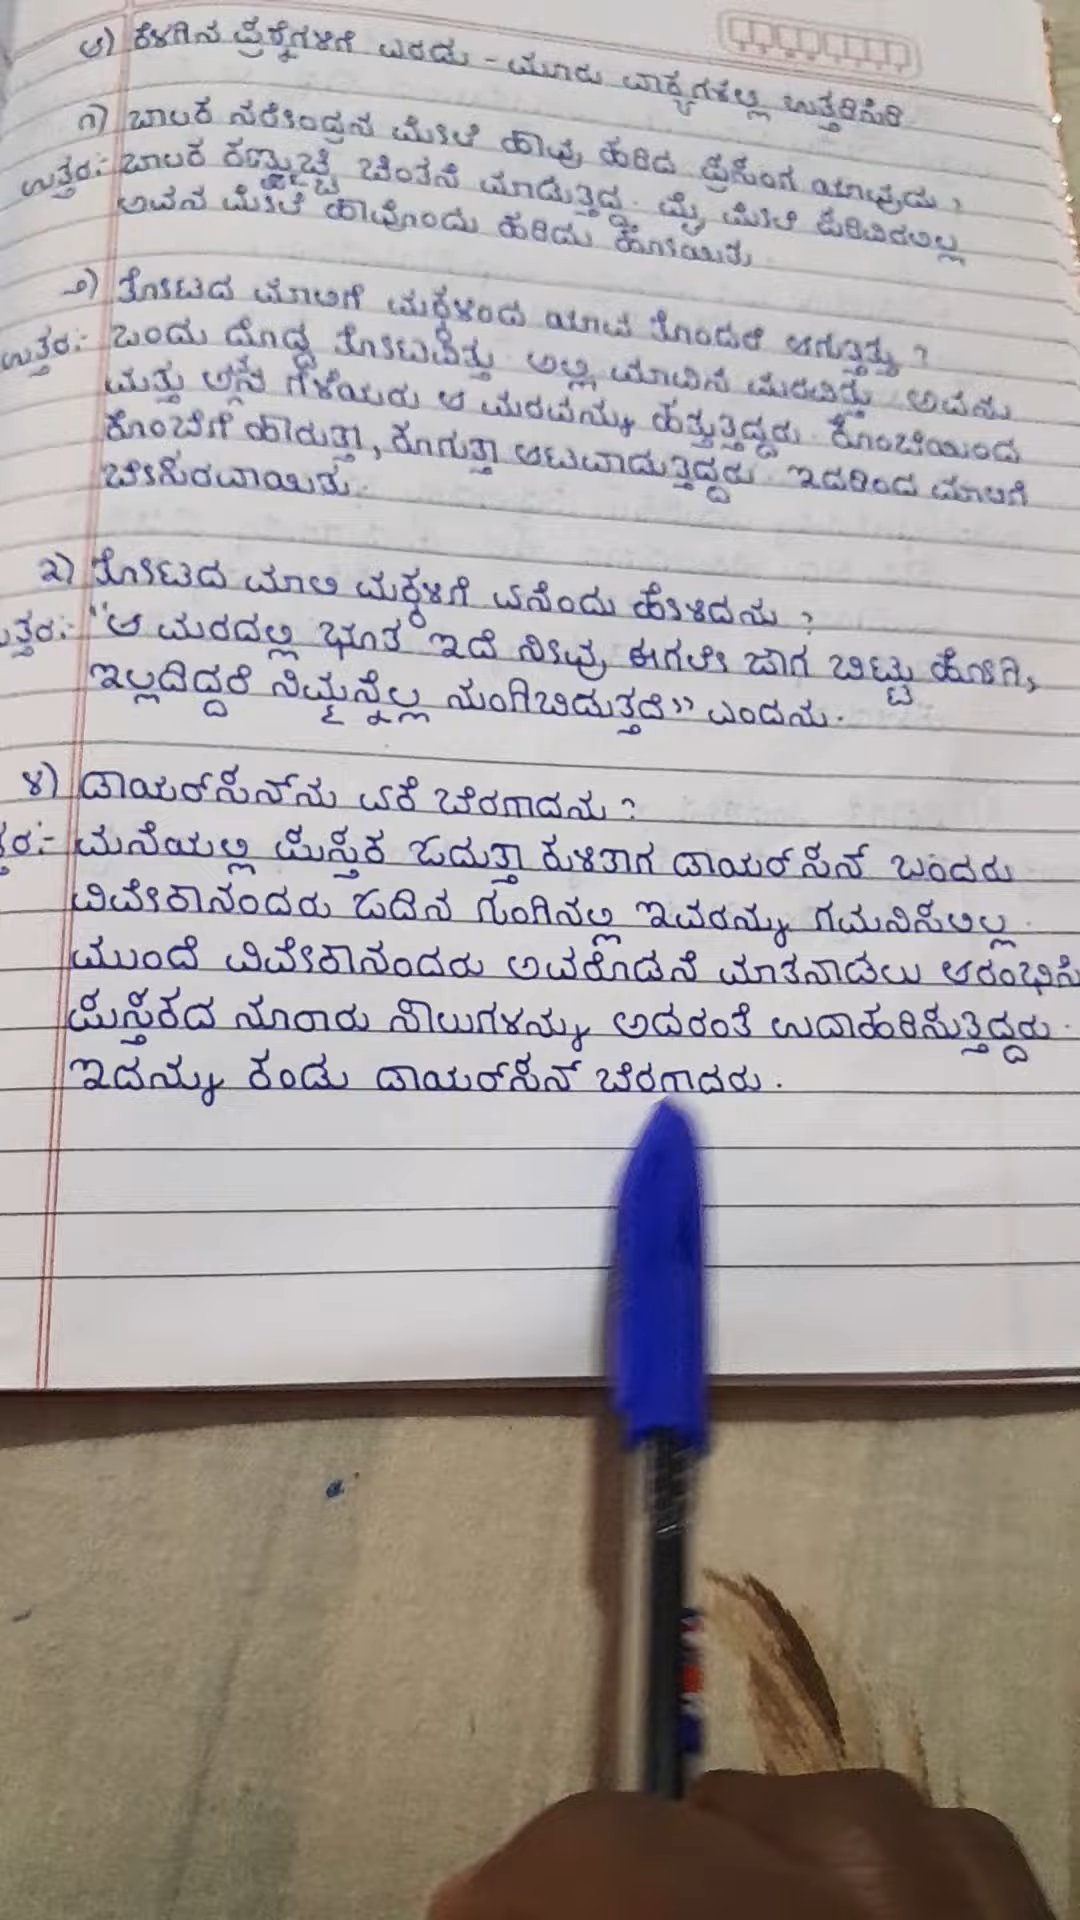 ಆ) ಕೆಳಗಿನ ಪ್ರಶ್ನೆಗಳಿಗೆ ಎರಡು - ಮೂರು ವಾಕ್ಯಗಳಲ್ಲಿ ಉತ್ತರಿಸಿರಿ
೧) ಬಾಲಕ ನರೇಂದ್ರನ ಮೇಲೆ ಹಾವು ಹರಿದ ಪ್ರಸಂಗ ಯಾವುದು?
ಉತ್ತರ:- ಬಾಲಕ ಕಣ್ಮುಚ್ಚಿ ಚಿಂತನೆ ಮಾಡುತ್ತಿದ್ದ. ಮೈ ಮೇಲೆ ಅರಿವಿರಲಿಲ್ಲ
ಅವನ ಮೇಲೆ ಹಾವೊಂದು ಹರಿದು ಹೋಯಿತು.
೨) ತೋಟದ ಮಾಲಿಗೆ ಮಕ್ಕಳಿಂದ ಯಾವ ತೊಂದರೆ ಆಗುತ್ತಿತ್ತು?
ಉತ್ತರ:- ಒಂದು ದೊಡ್ಡ ತೋಟವಿತ್ತು. ಅಲ್ಲಿ ಮಾವಿನ ಮರವಿತ್ತು ಅವನು
ಮತ್ತು ಅವನ ಗೆಳೆಯರು ಆ ಮರವನ್ನು ಹತ್ತುತ್ತಿದ್ದರು. ಕೊಂಬೆಯಿಂದ
ಕೊಂಬೆಗೆ ಹಾರುತ್ತಾ, ಕೂಗುತ್ತಾ ಆಟವಾಡುತ್ತಿದ್ದರು. ಇದರಿಂದ ಮಾಲಿಗೆ
ಬೇಸರವಾಯಿತು.
೩) ತೋಟದ ಮಾಲಿ ಮಕ್ಕಳಿಗೆ ಏನೆಂದು ಹೇಳಿದನು?
ತ್ತರ:- "ಆ ಮರದಲ್ಲಿ ಭೂತ ಇದೆ ನೀವು ಈಗಲೇ ಜಾಗ ಬಿಟ್ಟು ಹೋಗಿ,
ಇಲ್ಲದಿದ್ದರೆ ನಿಮ್ಮನ್ನೆಲ್ಲ ನುಂಗಿಬಿಡುತ್ತದೆ" ಎಂದನು.
೪) ಡಾಯರ್ಸೆನ್‌ನು ಏಕೆ ಬೆರಗಾದನು?
ತ್ತರ:- ಮನೆಯಲ್ಲಿ ಪುಸ್ತಕ ಓದುತ್ತಾ ಕುಳಿತಾಗ ಡಾಯರ್ಸೆನ್ ಬಂದರು
ವಿವೇಕಾನಂದರು ಓದಿನ ಗುಂಗಿನಲ್ಲಿ ಇವರನ್ನು ಗಮನಿಸಲಿಲ್ಲ.
ಮುಂದೆ ವಿವೇಕಾನಂದರು ಅವರೊಡನೆ ಮಾತನಾಡಲು ಆರಂಭಿಸಿ
ಪುಸ್ತಕದ ನೂರಾರು ಸಾಲುಗಳನ್ನು ಅದರಂತೆ ಉದಾಹರಿಸುತ್ತಿದ್ದರು.
ಇದನ್ನು ಕಂಡು ಡಾಯರ್ಸೆನ್ ಬೆರಗಾದರು.